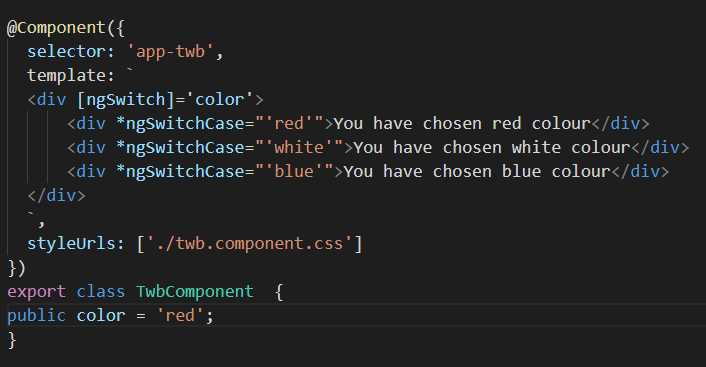 @Component({
  selector: 'app-twb',
  template: `
  <div [ngSwitch]='color'>
      <div *ngSwitchCase="'red'">You have chosen red colour</div>
      <div *ngSwitchCase="'white'">You have chosen white colour</div>
      <div *ngSwitchCase="'blue'">You have chosen blue colour</div>
  </div>
  `,
  styleUrls: ['./twb.component.css']
})
export class TwbComponent  {
public color = 'red';
}